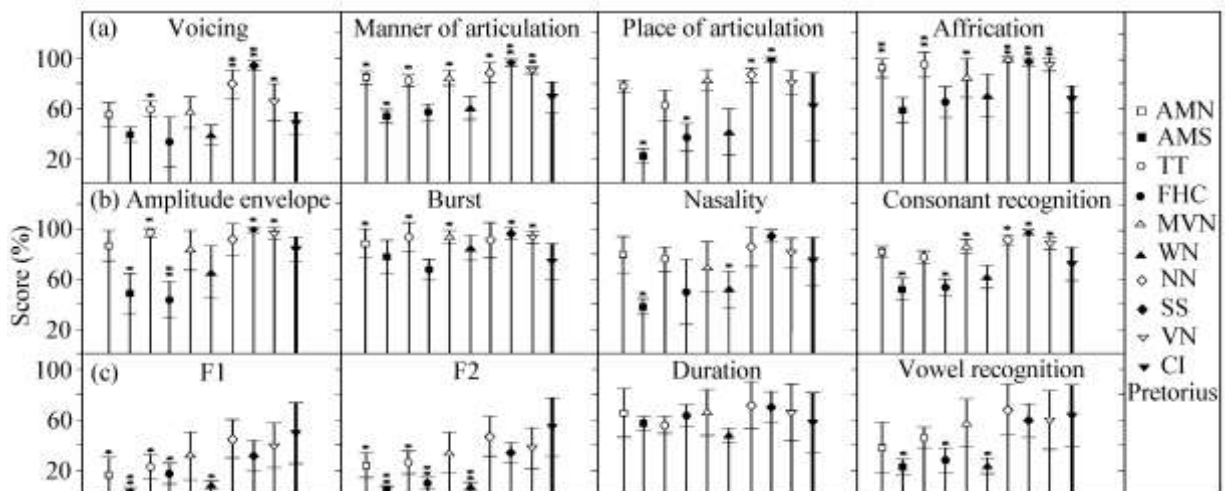 (a) Voicing Manner of articulation Place of articulation Affrication
100
60
20
(b) Amplitude envelope Burst Nasality Consonant recognition
100
60
20
(c) F1 F2 Duration Vowel recognition
100
60
20
Score (%)
AMN
AMS
TT
FHC
MVN
WN
NN
SS
VN
CI
Pretorius